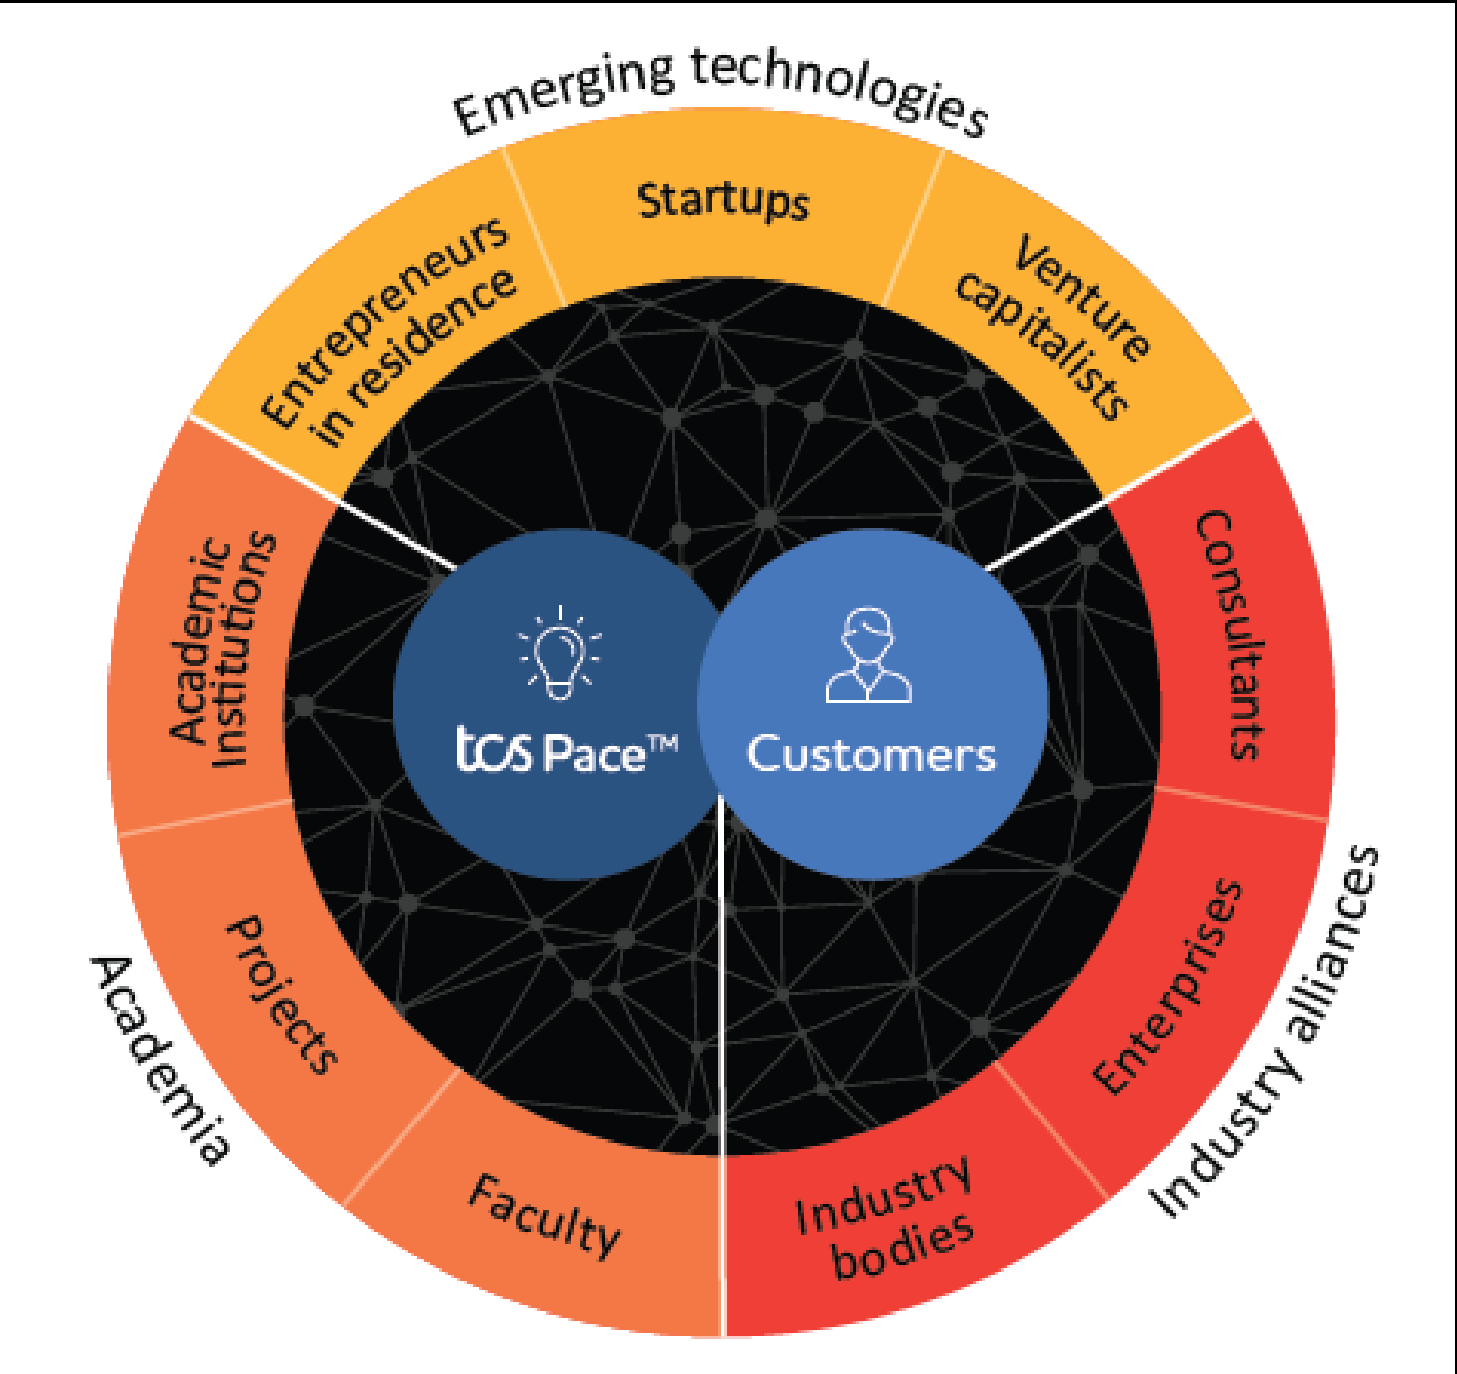 Emerging technologies
Startups
Entrepreneurs
in residence
Venture
capitalists
Academic
Institutions
Consultants
tcs Pace™
Customers
Projects
Enterprises
Academia
Industry alliances
Faculty
Industry
bodies